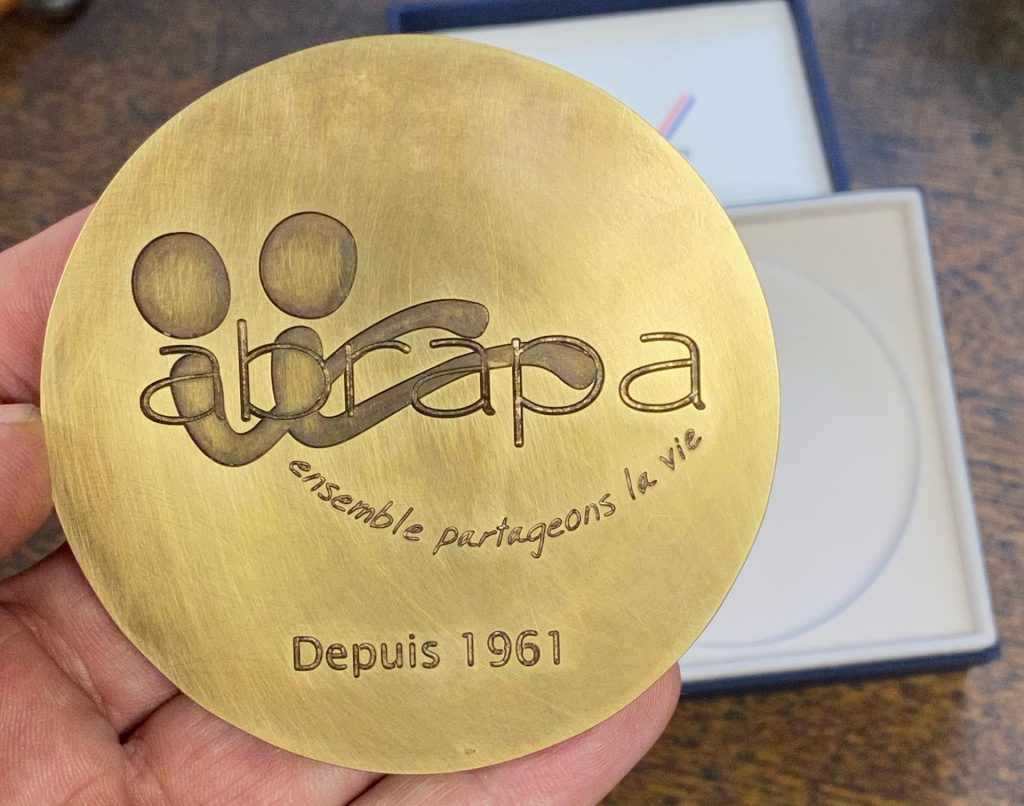 abrapa
ensemble partageons la vie
Depuis 1961